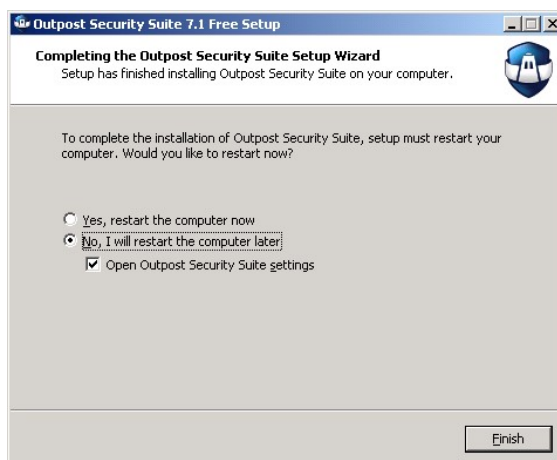 Outpost Security Suite 7.1 Free Setup
Completing the Outpost Security Suite Setup Wizard
Setup has finished installing Outpost Security Suite on your computer.
To complete the installation of Outpost Security Suite, setup must restart your
computer. Would you like to restart now?
Yes, restart the computer now
No, I will restart the computer later
Open Outpost Security Suite settings
Finish